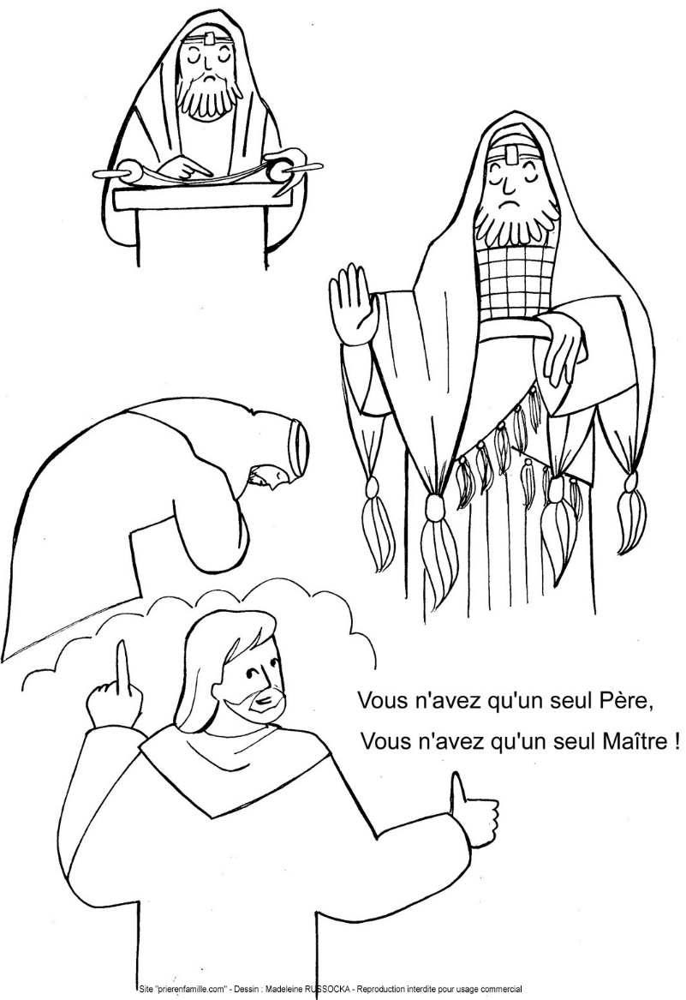 Vous n'avez qu'un seul Père,
Vous n'avez qu'un seul Maître !
Site "prierenfamille.com" - Dessin : Madeleine RUSSOCKA - Reproduction interdite pour usage commercial